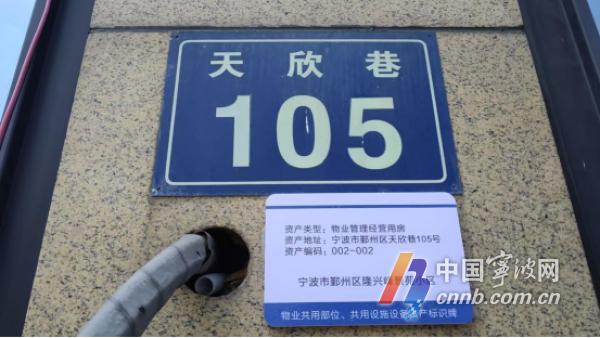 天欣巷
105
资产类型：物业管理经营用房
资产地址：宁波市鄞州区天欣巷105号
资产编码：002-002
宁波市鄞州区隆兴
小区
物业共用部位、共用设施设备资产标识牌
中国宁波网
cnnb.com.cn